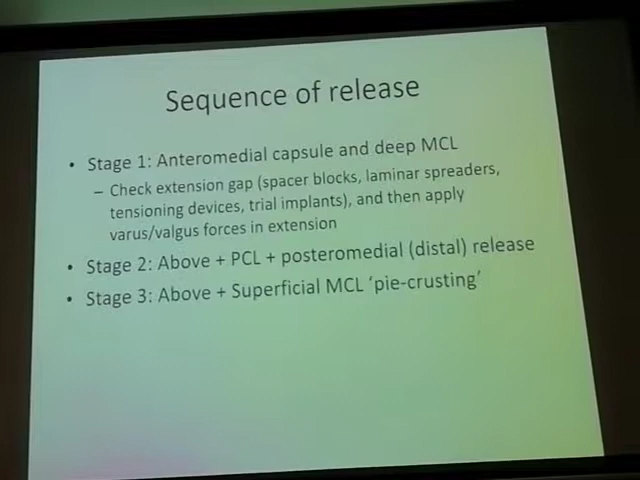 Sequence of release
• Stage 1: Anteromedial capsule and deep MCL
– Check extension gap (spacer blocks, laminar spreaders,
tensioning devices, trial implants), and then apply
varus/valgus forces in extension
• Stage 2: Above + PCL + posteromedial (distal) release
• Stage 3: Above + Superficial MCL ‘pie-crusting’